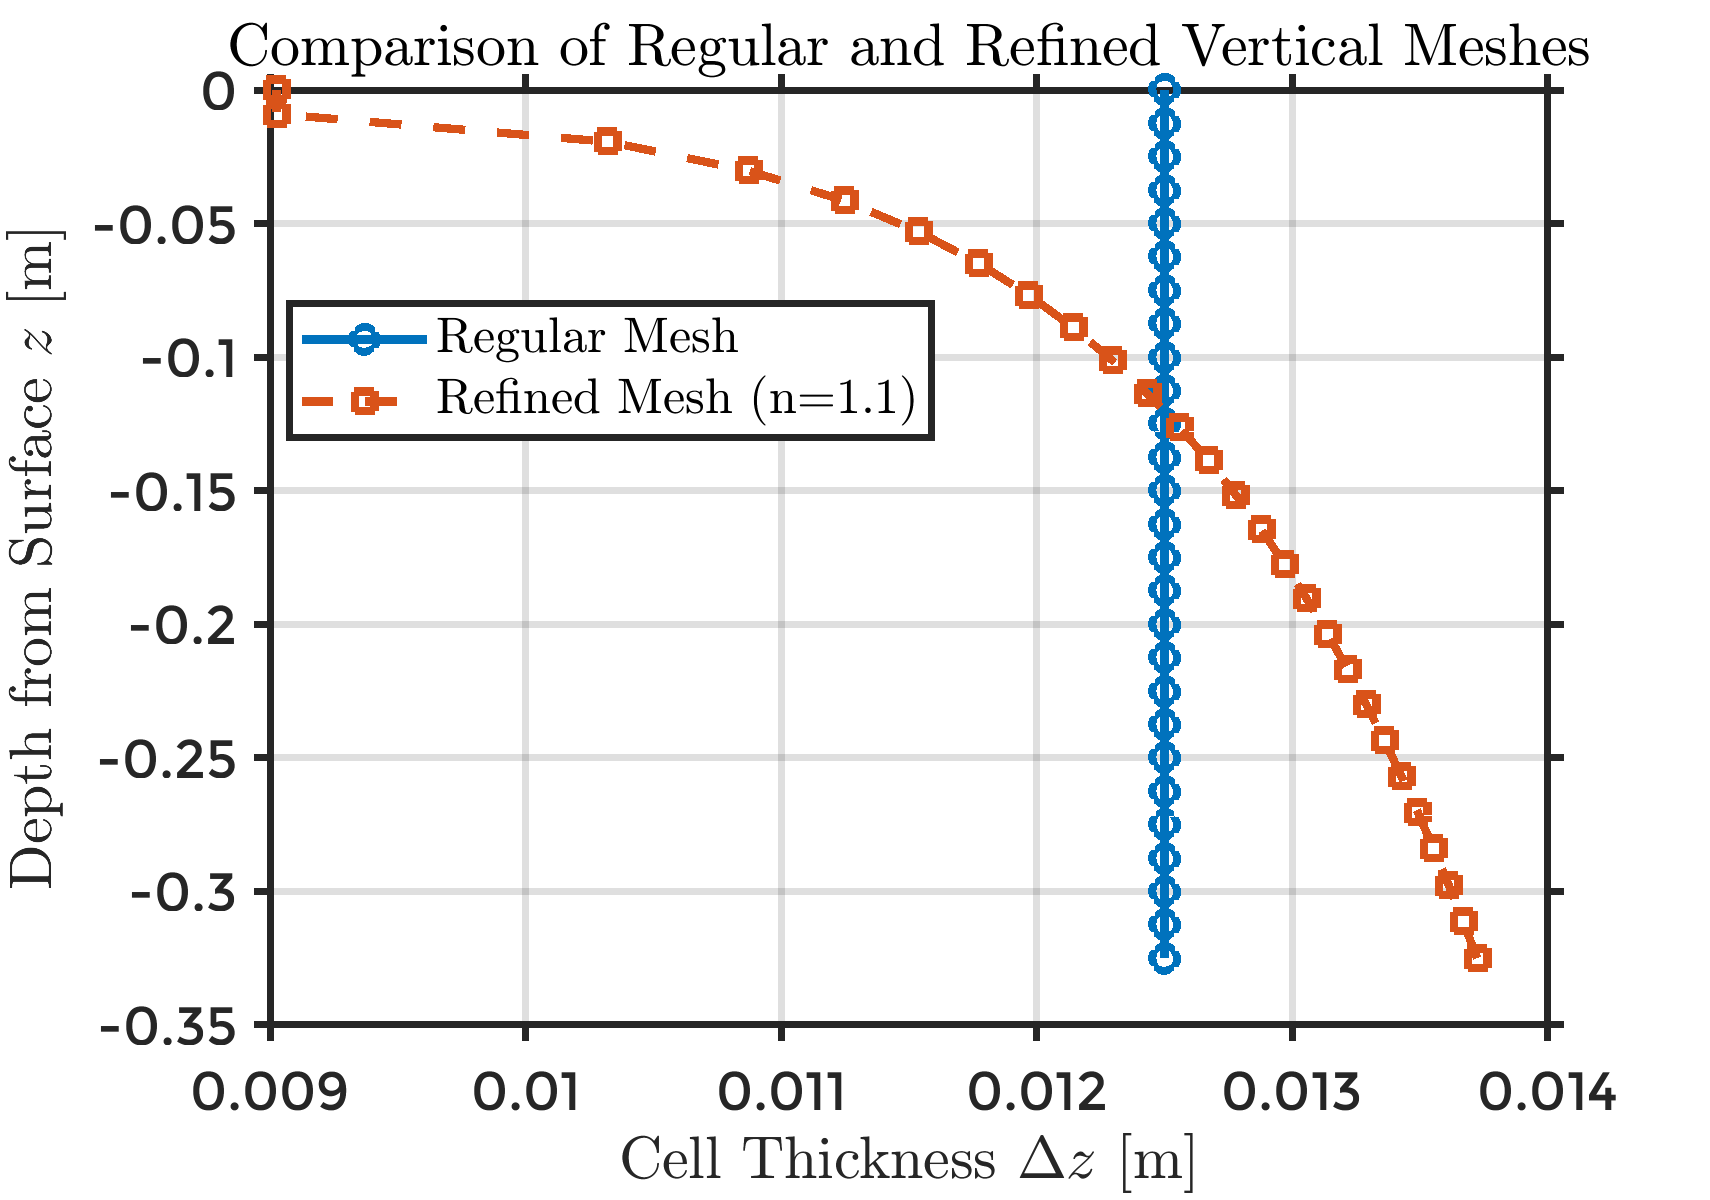 Comparison of Regular and Refined Vertical Meshes
0
-0.05
-0.1
-0.15
-0.2
-0.25
-0.3
-0.35
Depth from Surface z [m]
Regular Mesh
Refined Mesh (n=1.1)
0.009
0.01
0.011
0.012
0.013
0.014
Cell Thickness Δz [m]